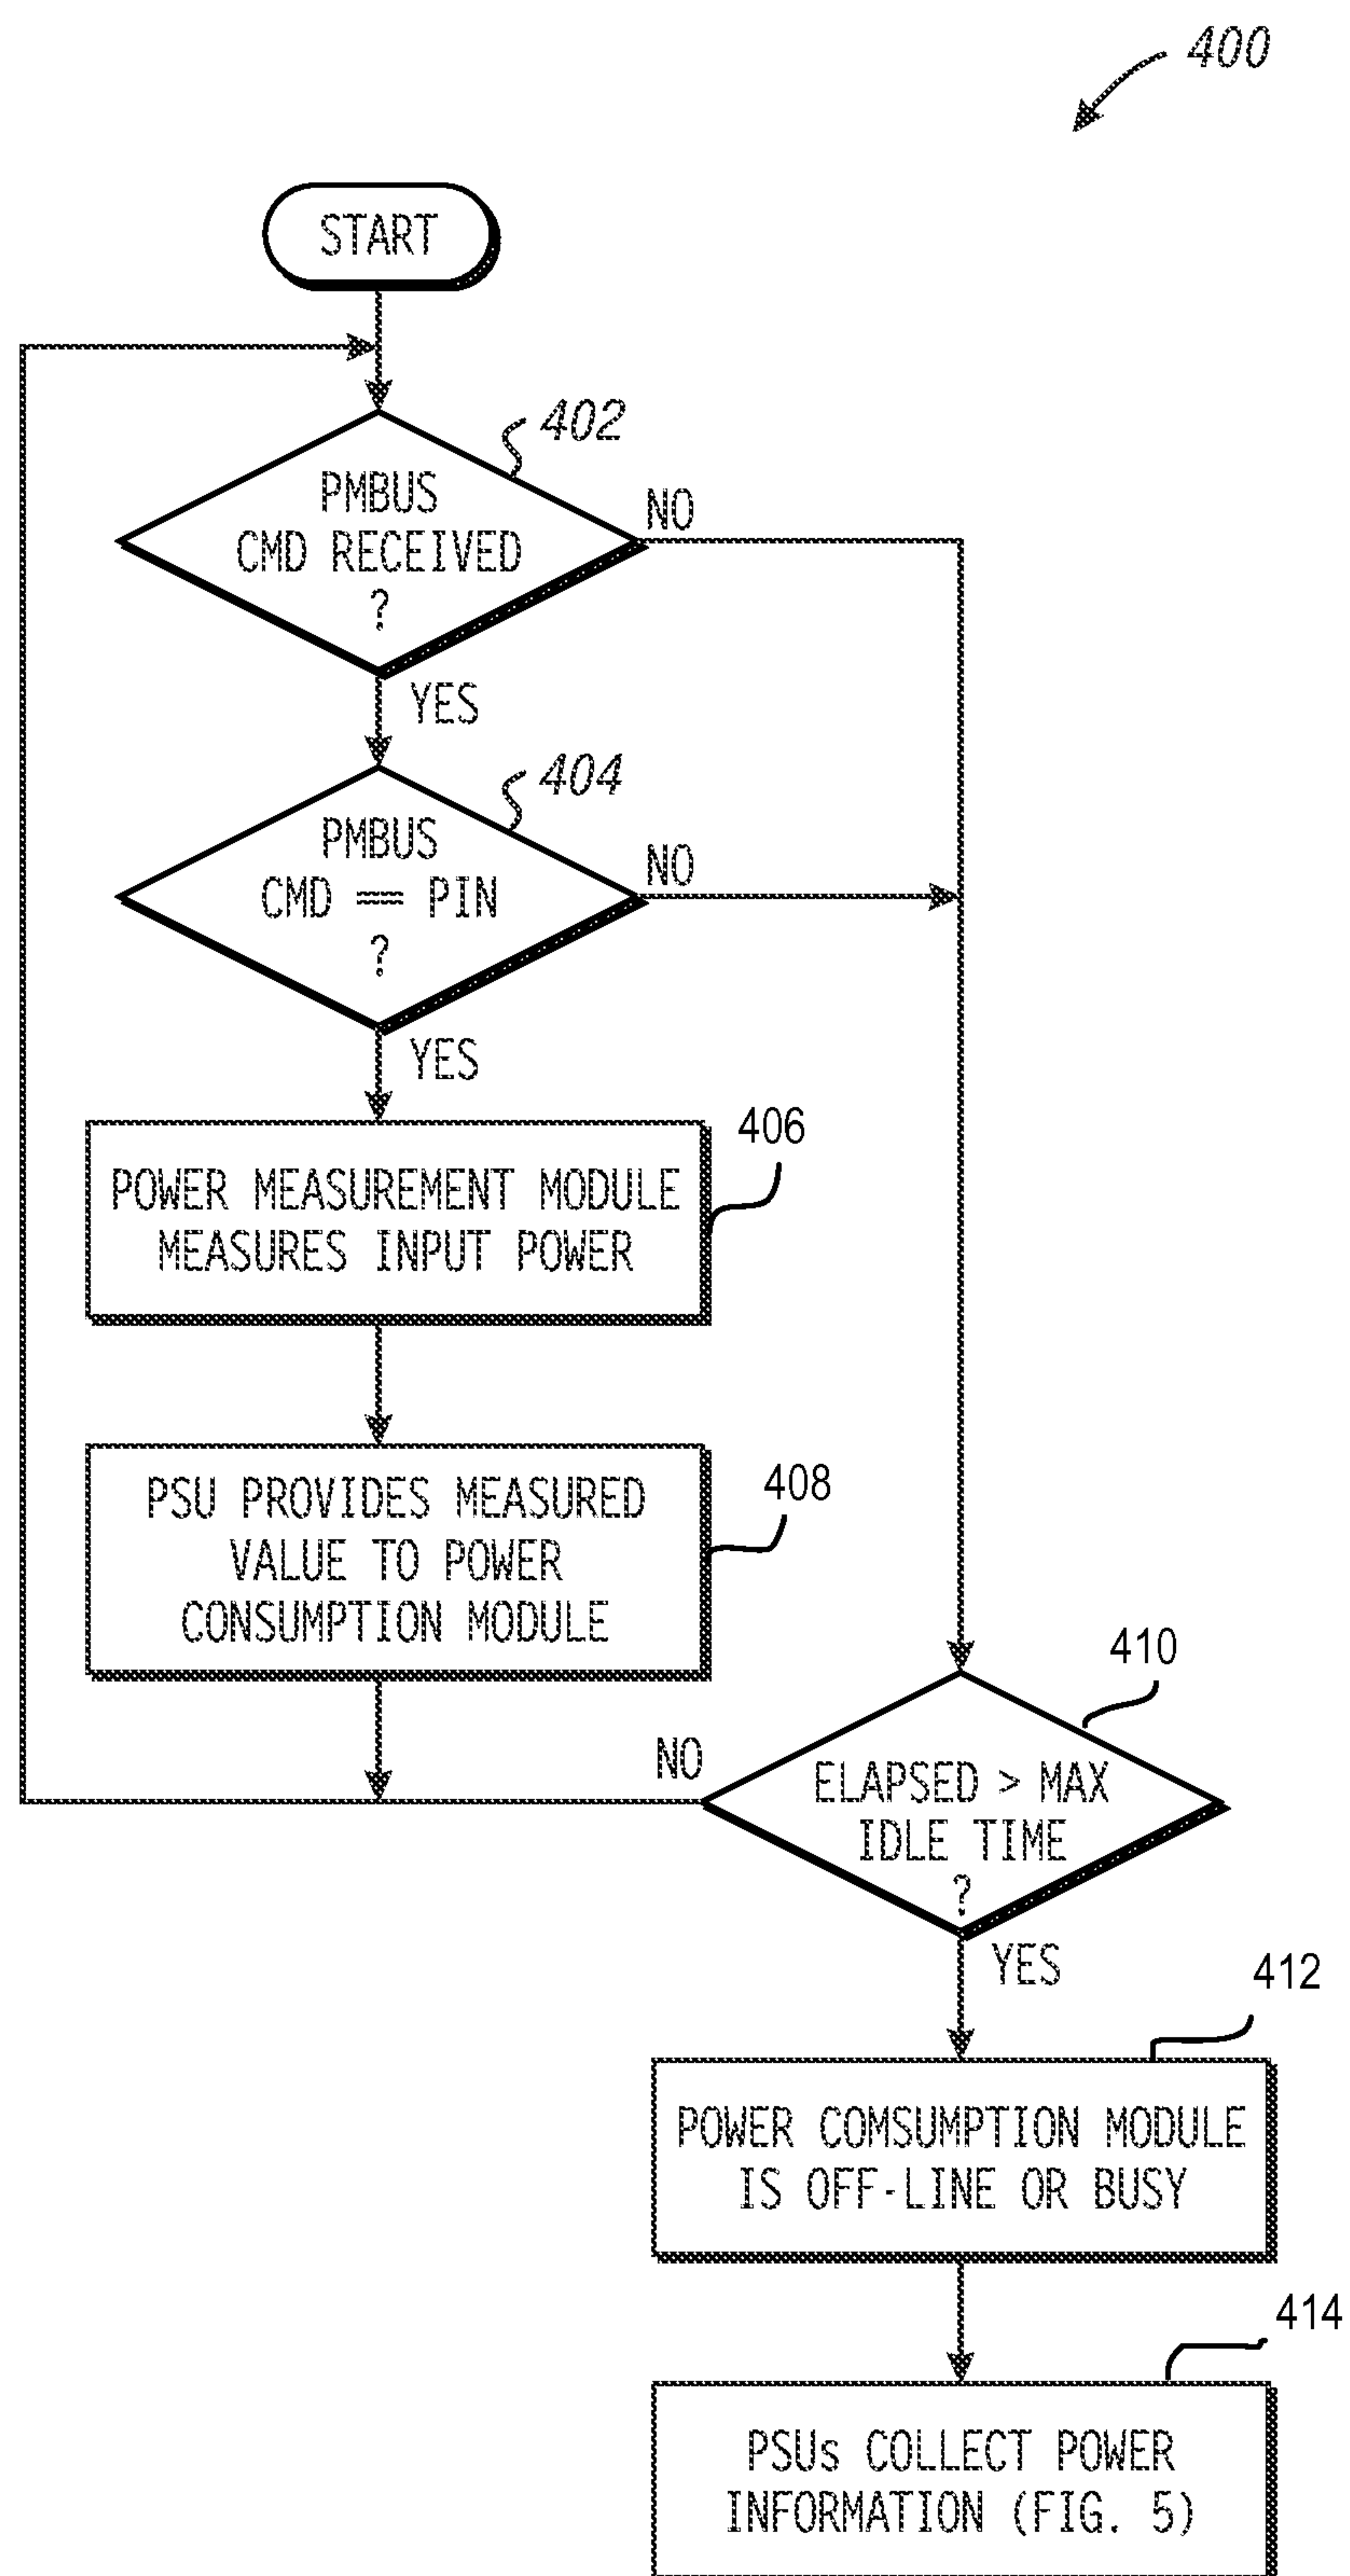 400
START
402
PMBUS
CMD RECEIVED
?
NO
YES
404
PMBUS
CMD == PIN
?
NO
YES
406
POWER MEASUREMENT MODULE
MEASURES INPUT POWER
408
PSU PROVIDES MEASURED
VALUE TO POWER
CONSUMPTION MODULE
410
NO
ELAPSED > MAX
IDLE TIME
?
YES
412
POWER COMSUMPTION MODULE
IS OFF-LINE OR BUSY
414
PSUs COLLECT POWER
INFORMATION (FIG. 5)